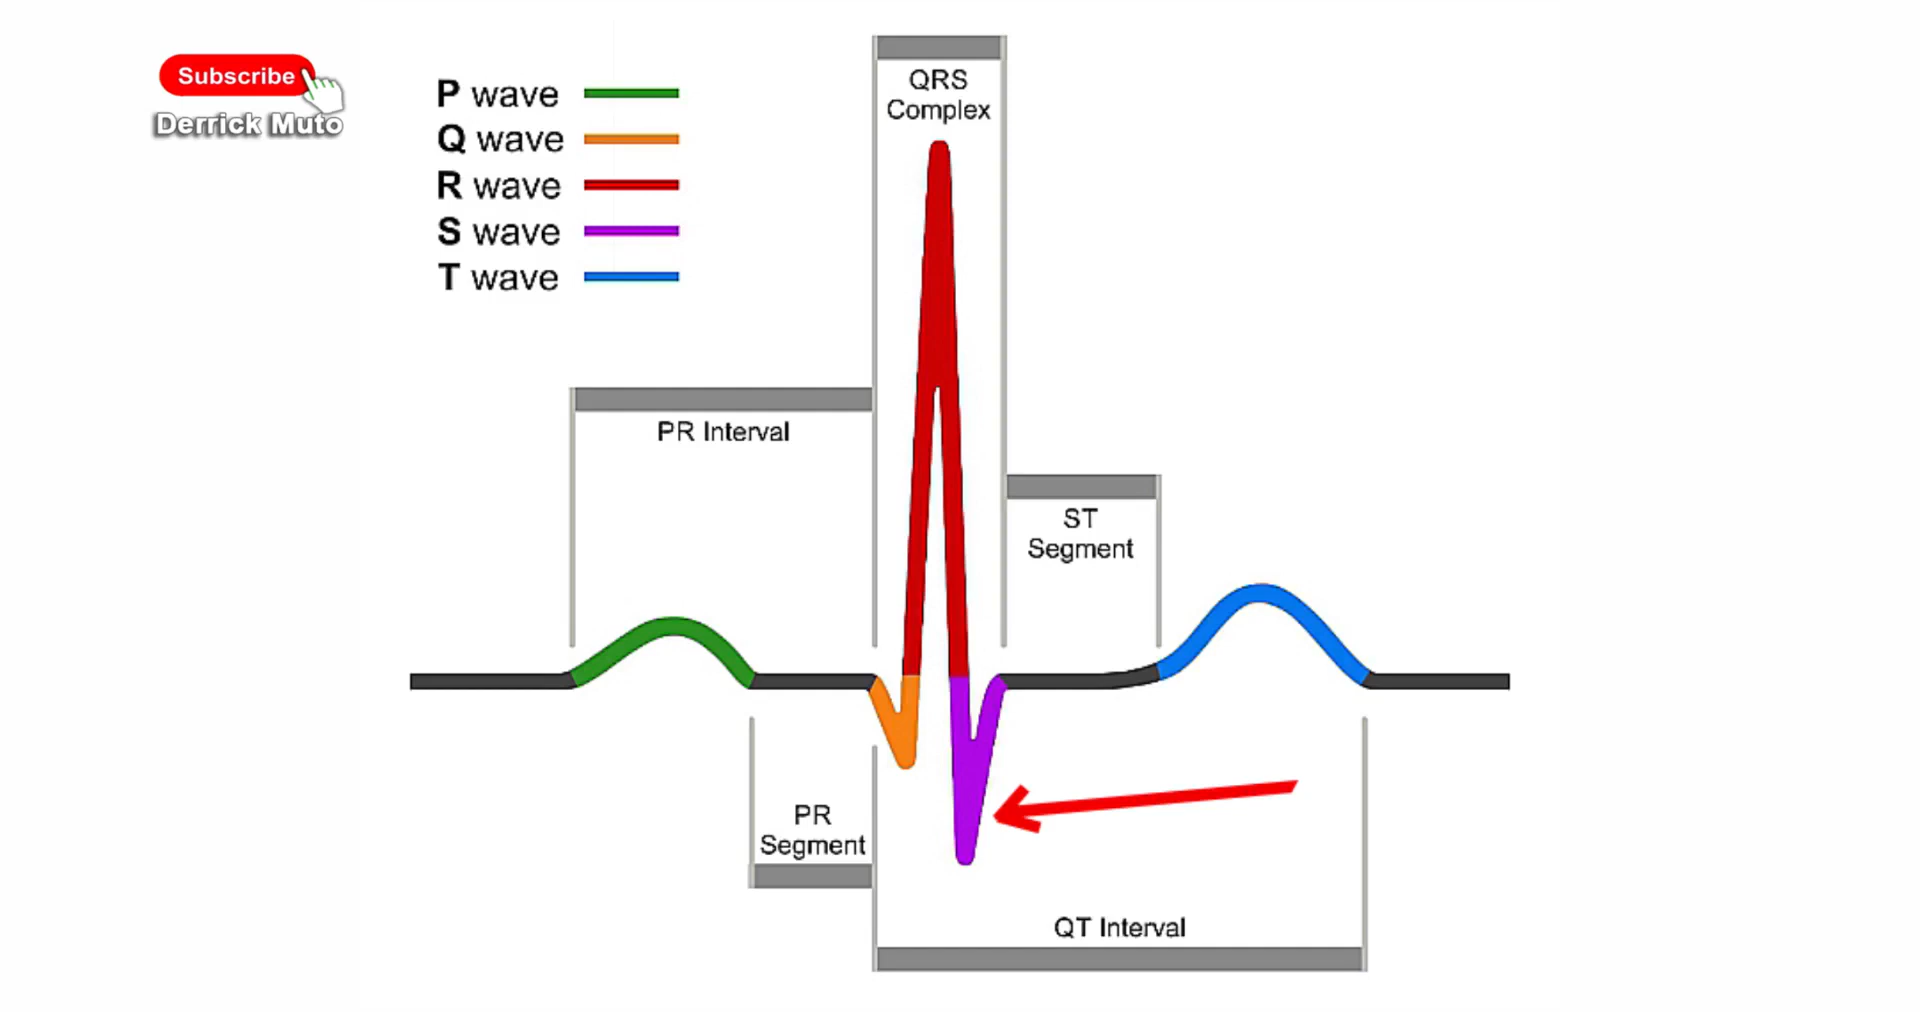 Subscribe
Derrick Muto
P wave
Q wave
R wave
S wave
T wave
QRS
Complex
PR Interval
ST
Segment
PR
Segment
QT Interval